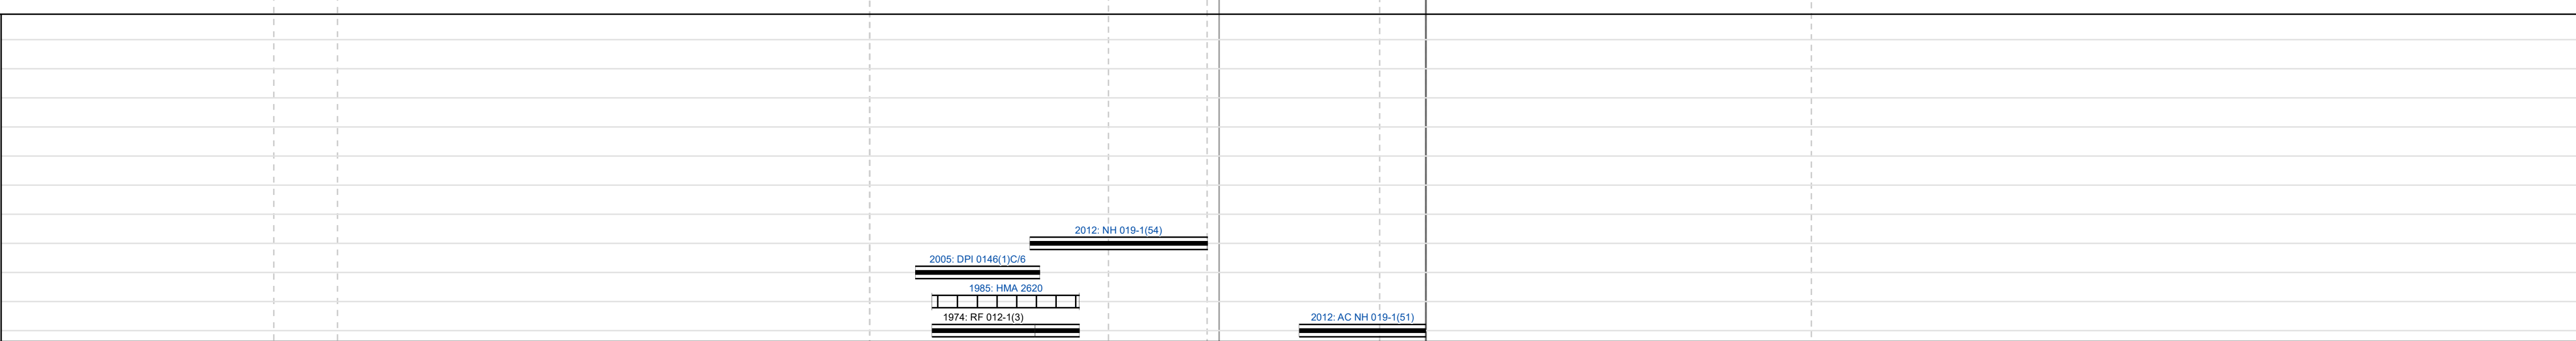 2012: NH 019-1(54)
2005: DPI 0146(1)C/6
1985: HMA 2620
1974: RF 012-1(3)
2012: AC NH 019-1(51)